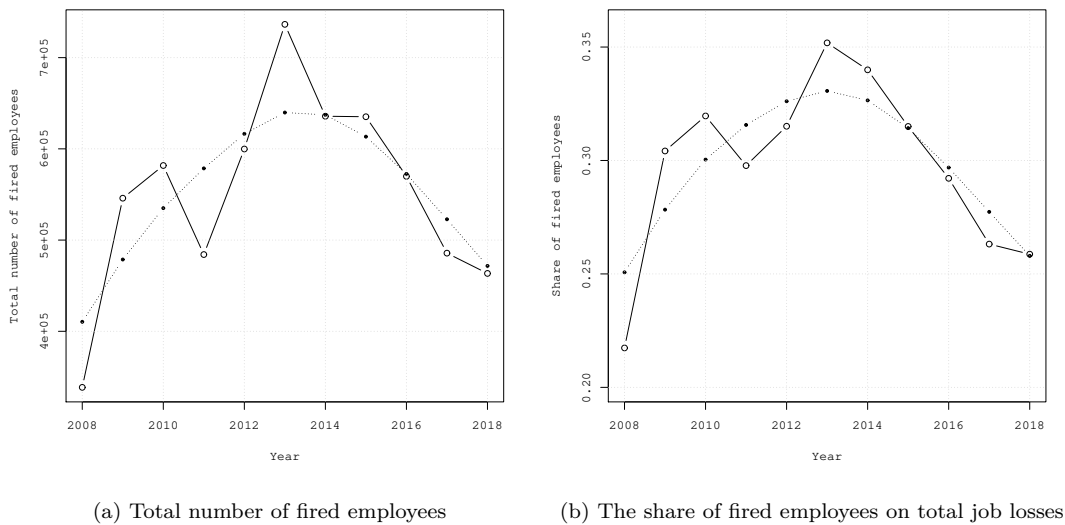 Total number of fired employees
7e+05
6e+05
5e+05
4e+05
2008 2010 2012 2014 2016 2018
Year
(a) Total number of fired employees
Share of fired employees
0.35
0.30
0.25
0.20
2008 2010 2012 2014 2016 2018
Year
(b) The share of fired employees on total job losses